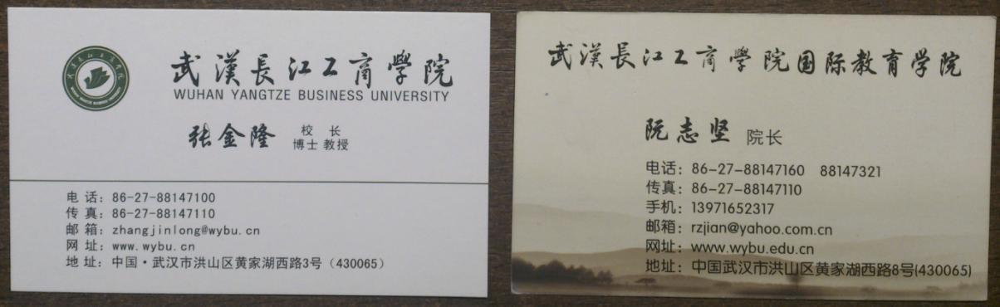 武漢長江工商學院
WUHAN YANGTZE BUSINESS UNIVERSITY
张金隆 校长
博士 教授
电话：86-27-88147100
传真：86-27-88147110
邮箱：zhangjinlong@wybu.cn
网址：www.wybu.cn
地址：中国·武汉市洪山区黄家湖西路3号（430065）
武漢長江工商學院国际教育学院
阮志坚 院长
电话：86-27-88147160 88147321
传真：86-27-88147110
手机：13971652317
邮箱：rzjian@yahoo.com.cn
网址：www.wybu.edu.cn
地址：中国武汉市洪山区黄家湖西路8号(430065)